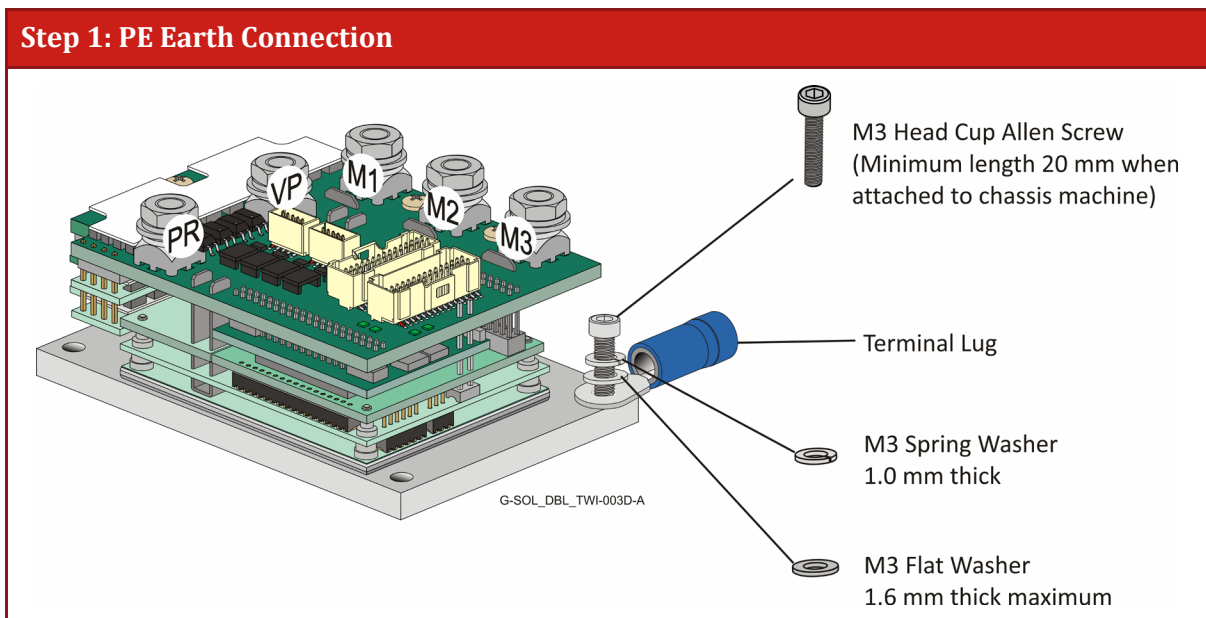 Step 1: PE Earth Connection
M3 Head Cup Allen Screw
(Minimum length 20 mm when
attached to chassis machine)
M1
VP
M2
PR
M3
Terminal Lug
M3 Spring Washer
1.0 mm thick
G-SOL_DBL_TWI-003D-A
M3 Flat Washer
1.6 mm thick maximum